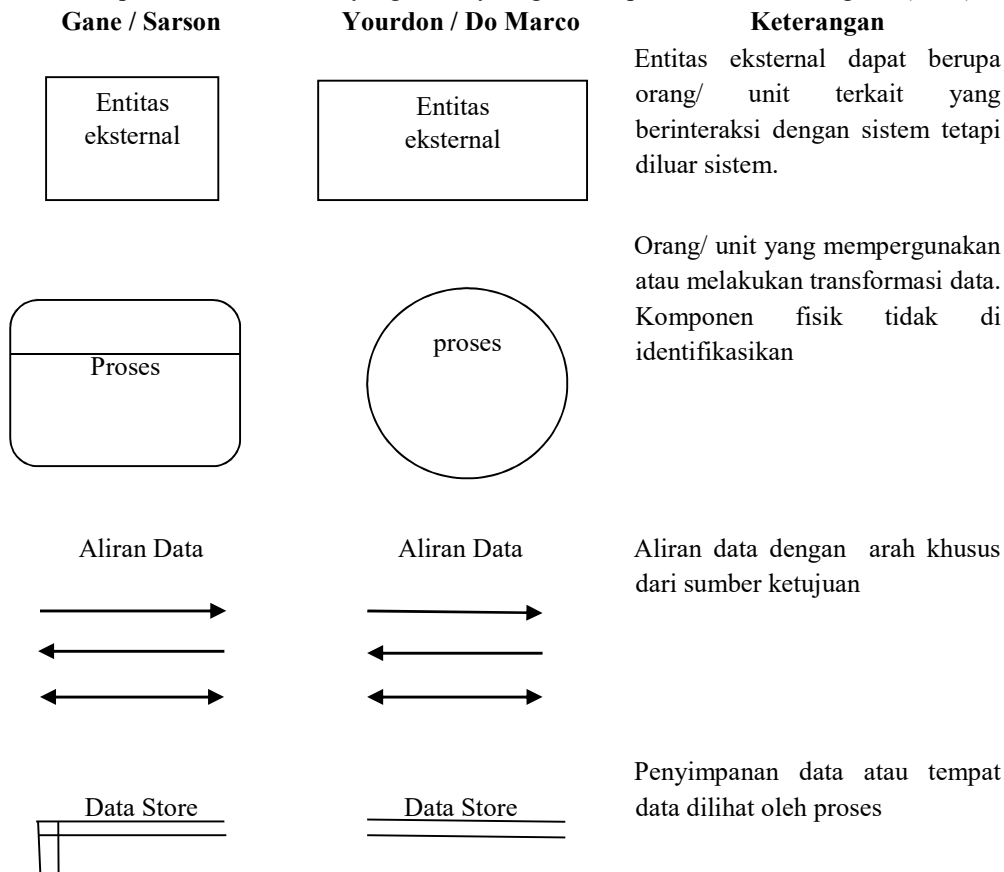 Gane / Sarson Yourdon / Do Marco Keterangan
Entitas
eksternal
Entitas
eksternal
Entitas eksternal dapat berupa
orang/ unit terkait yang
berinteraksi dengan sistem tetapi
diluar sistem.
Proses
proses
Orang/ unit yang mempergunakan
atau melakukan transformasi data.
Komponen fisik tidak di
identifikasikan
Aliran Data
Aliran Data
Aliran data dengan arah khusus
dari sumber ketujuan
Data Store
Data Store
Penyimpanan data atau tempat
data dilihat oleh proses